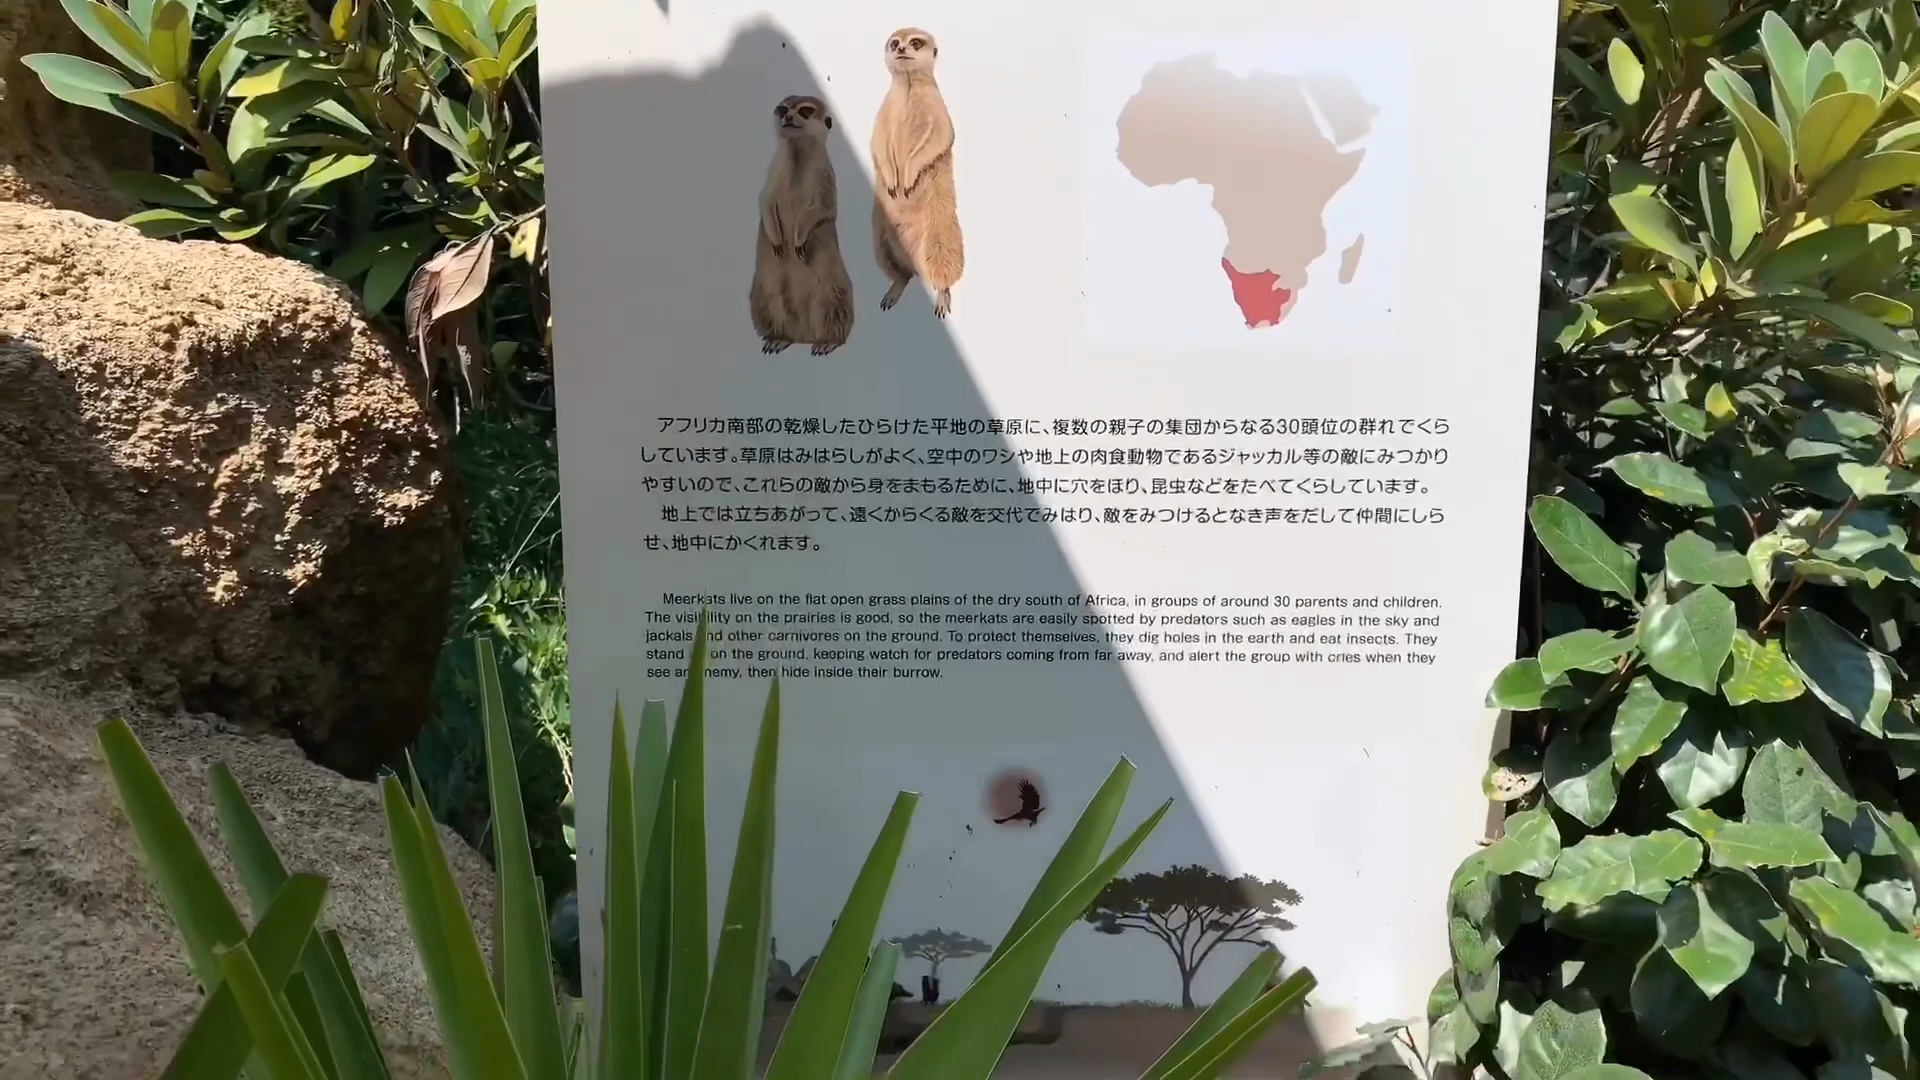 アフリカ南部の乾燥したひらけた平地の草原に、複数の親子の集団からなる30頭位の群れでくら
しています。草原はみはらしがよく、空中のワシや地上の肉食動物であるジャッカル等の敵にみつかり
やすいので、これらの敵から身をまもるために、地中に穴をほり、昆虫などをたべてくらしています。
地上では立ちあがって、遠くからくる敵を交代でみはり、敵をみつけるとなき声をだして仲間にしら
せ、地中にかくれます。
Meerkats live on the flat open grass plains of the dry south of Africa, in groups of around 30 parents and children.
The visibility on the prairies is good, so the meerkats are easily spotted by predators such as eagles in the sky and
jackals and other carnivores on the ground. To protect themselves, they dig holes in the earth and eat insects. They
stand on the ground, keeping watch for predators coming from far away, and alert the group with cries when they
see an enemy, then hide inside their burrow.